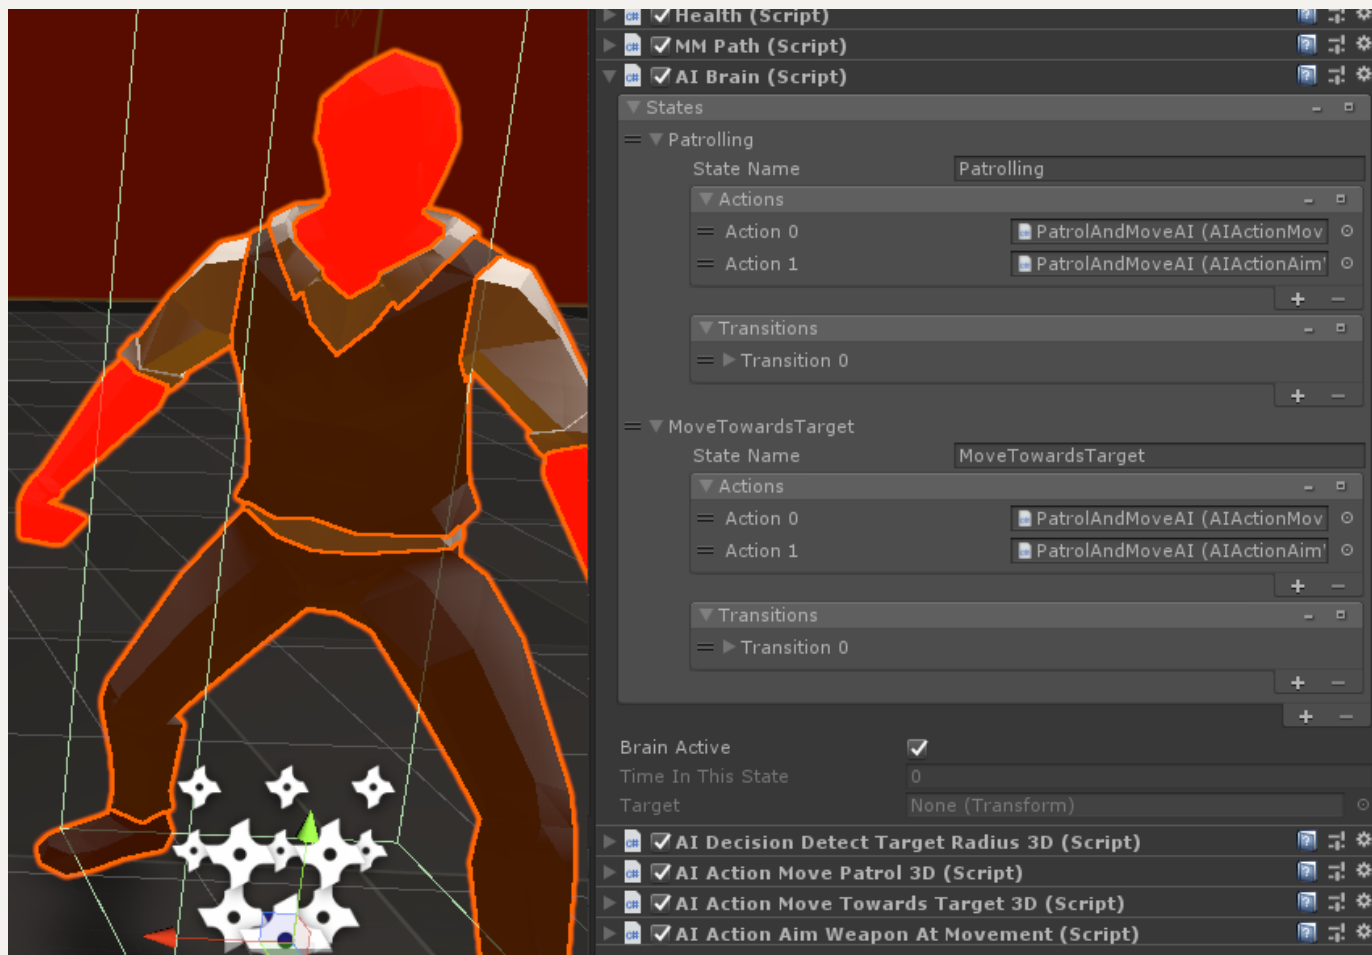 Health (Script)
MM Path (Script)
AI Brain (Script)
States
Patrolling
State Name Patrolling
Actions
Action 0 PatrolAndMoveAI (AIActionMov
Action 1 PatrolAndMoveAI (AIActionAim
Transitions
Transition 0
MoveTowardsTarget
State Name MoveTowardsTarget
Actions
Action 0 PatrolAndMoveAI (AIActionMov
Action 1 PatrolAndMoveAI (AIActionAim
Transitions
Transition 0
Brain Active
Time In This State 0
Target None (Transform)
AI Decision Detect Target Radius 3D (Script)
AI Action Move Patrol 3D (Script)
AI Action Move Towards Target 3D (Script)
AI Action Aim Weapon At Movement (Script)